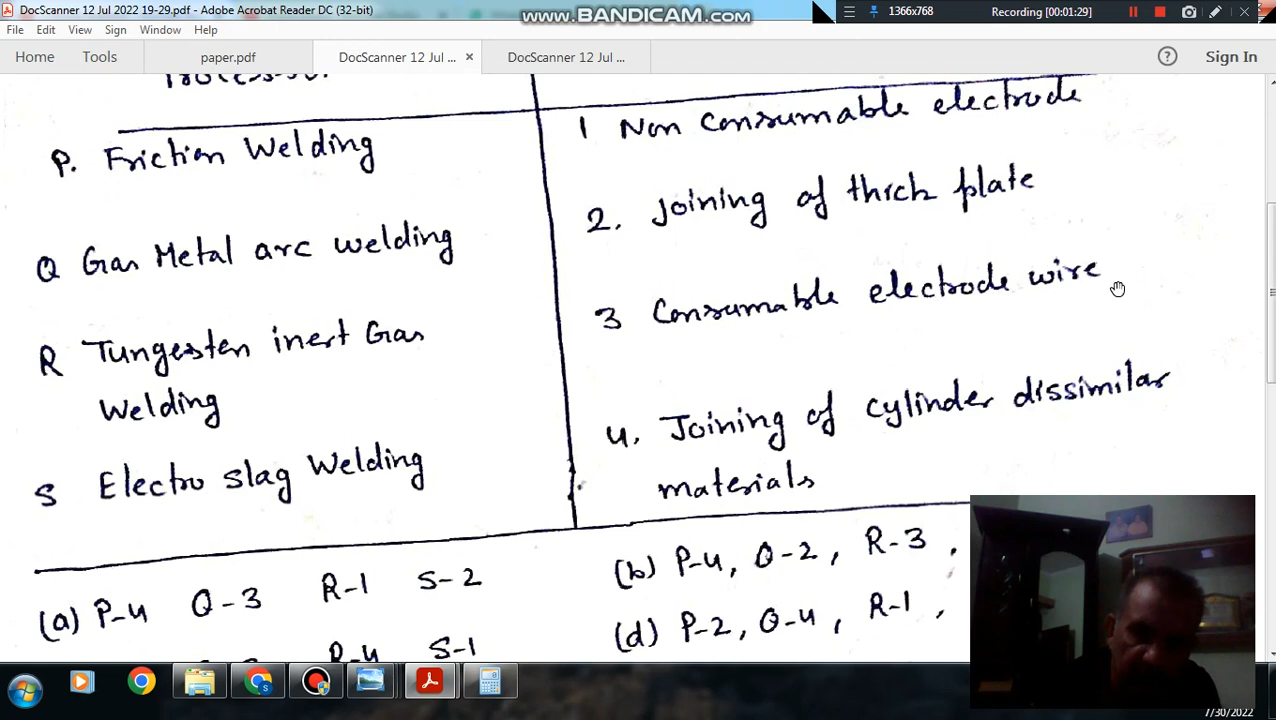 DocScanner 12 Jul 2022 19-29.pdf - Adobe Acrobat Reader DC (32-bit)
www.BANDICAM.com
1366x768
Recording [00:01:29]
File Edit View Sign Window Help
Home Tools paper.pdf DocScanner 12 Jul ... × DocScanner 12 Jul ... Sign In
1 Non Consumable electrode
P. Friction Welding
2. Joining of thick plate
Q Gas Metal arc welding
3 Consumable electrode wire
R Tungesten inert Gas
Welding
4. Joining of cylinder dissimilar
materials
S Electro slag Welding
(a) P-4 Q-3 R-1 S-2
(b) P-4, Q-2, R-3,
R-4 S-1
(d) P-2, Q-4, R-1,
7/30/2022